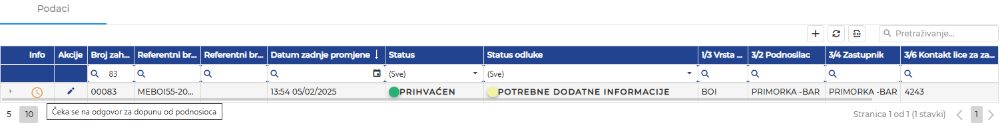 Podaci
Pretraživanje...
Info Akcije Broj zah... Referentni br... Referentni br... Datum zadnje promjene Status Status odluke 1/3 Vrsta ... 3/2 Podnosilac 3/4 Zastupnik 3/6 Kontakt lice za za...
83 (Sve) (Sve)
00083 MEBOI55-20... 13:54 05/02/2025 PRIHVAĆEN POTREBNE DODATNE INFORMACIJE BOI PRIMORKA -BAR PRIMORKA -BAR 4243
5 10 Čeka se na odgovor za dopunu od podnosioca Stranica 1 od 1 (1 stavki) 1